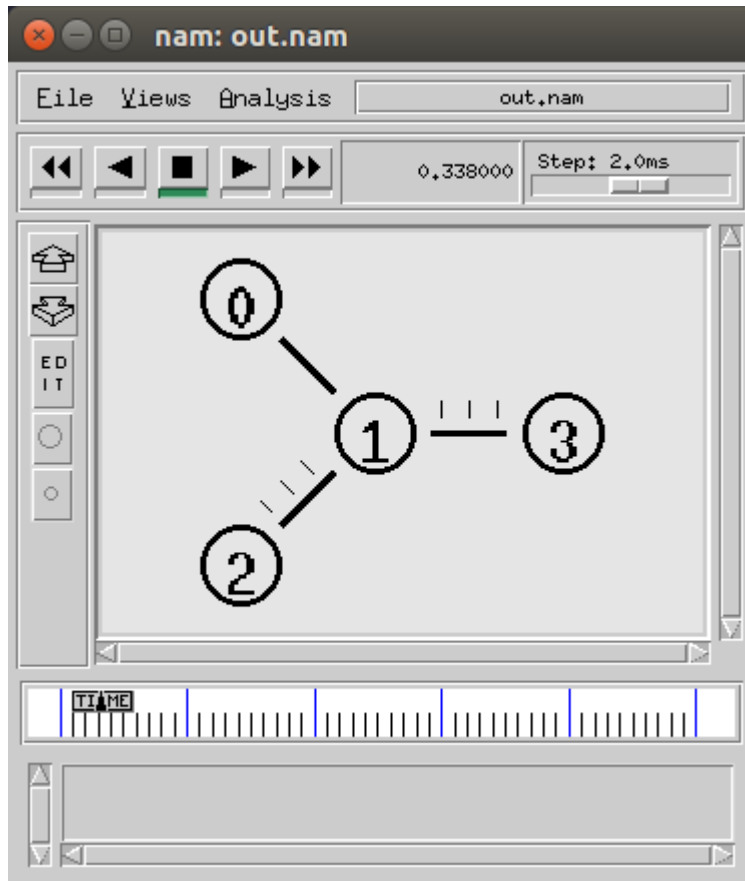 nam: out.nam
File Views Analysis out.nam
0.338000 Step: 2.0ms
ED
IT
0
1 3
2
TIME